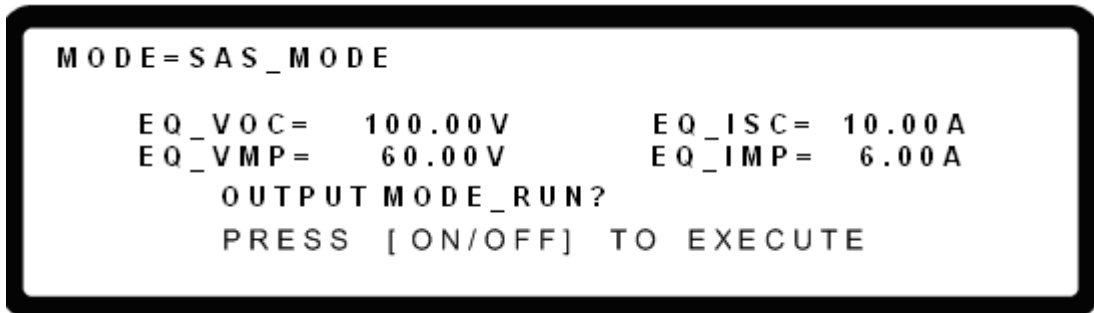 MODE=SAS_MODE
EQ_VOC= 100.00V EQ_ISC= 10.00A
EQ_VMP= 60.00V EQ_IMP= 6.00A
OUTPUT MODE_RUN?
PRESS [ON/OFF] TO EXECUTE